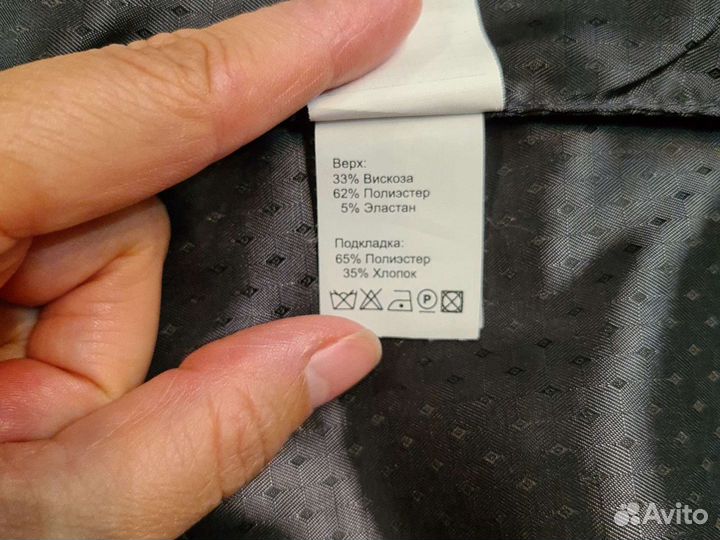 Верх:
33% Вискоза
62% Полиэстер
5% Эластан
Подкладка:
65% Полиэстер
35% Хлопок
P
Avito